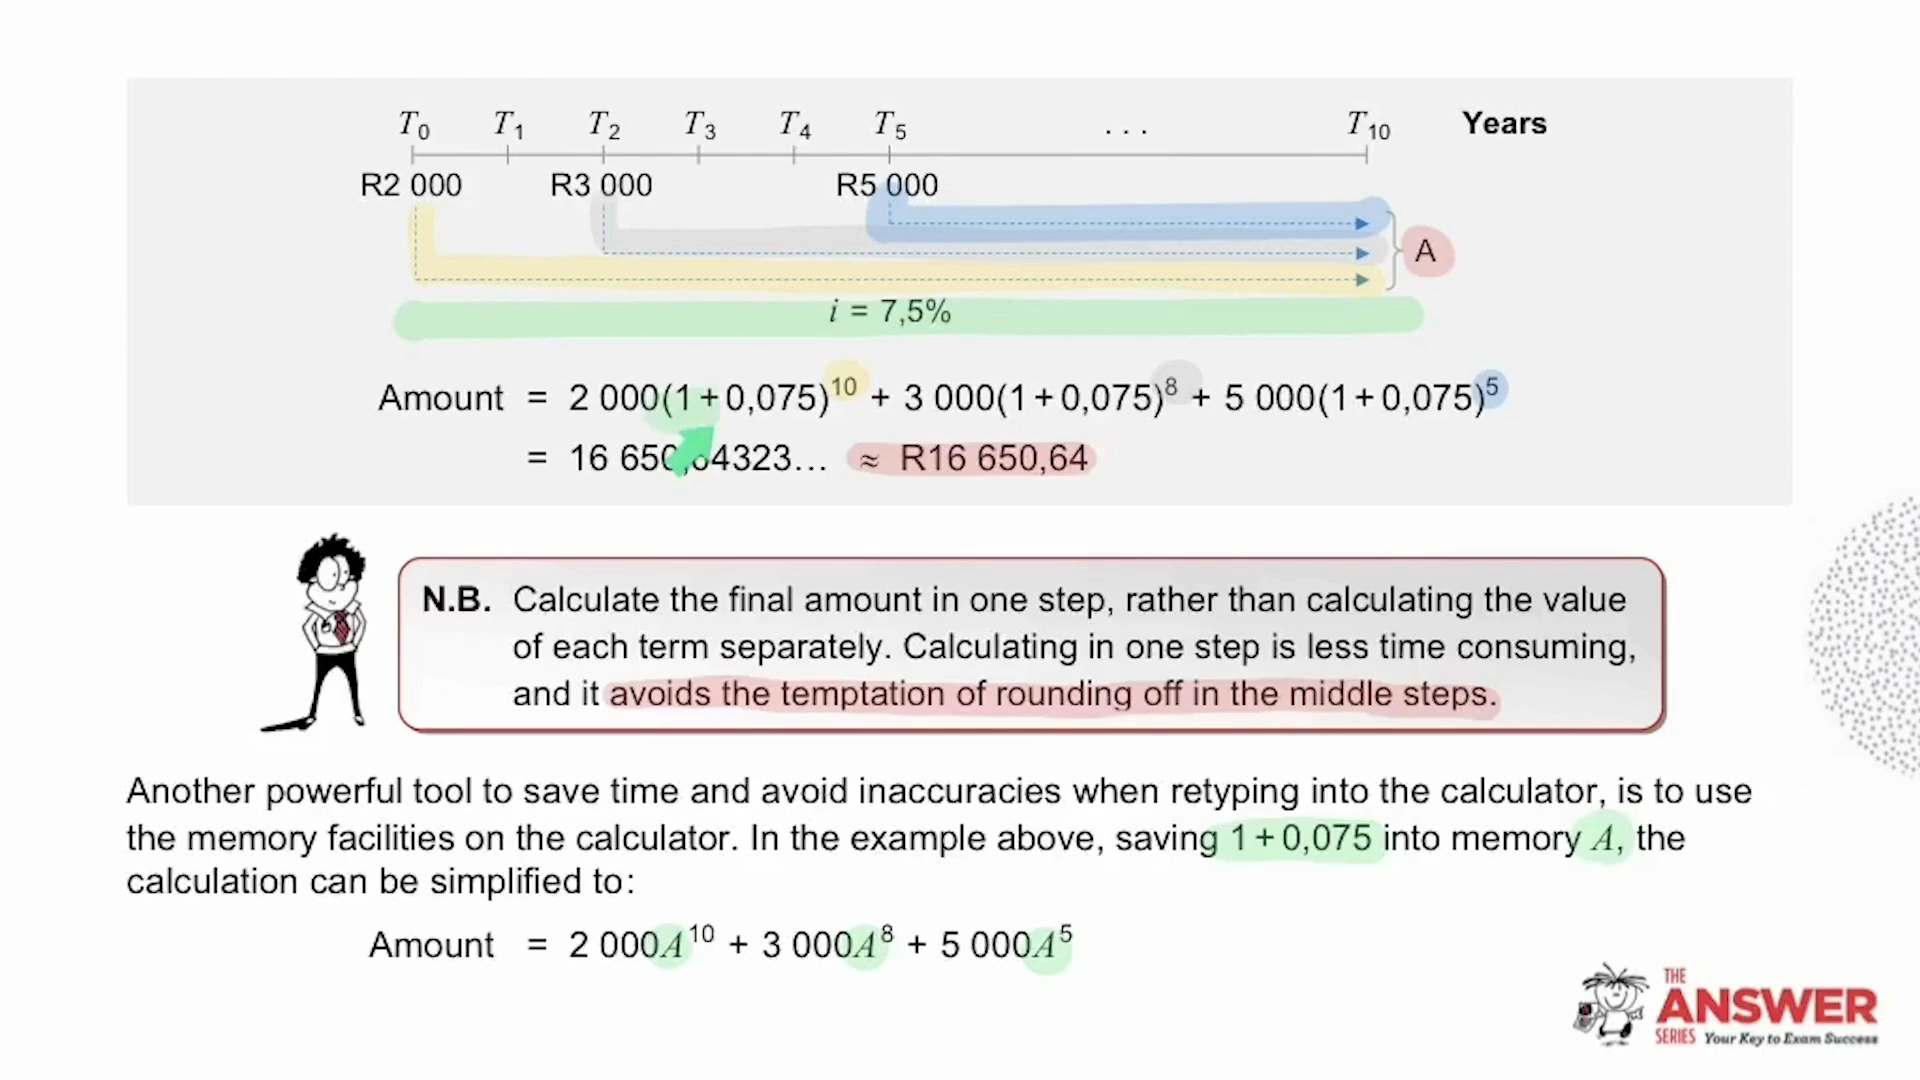 T₀ T₁ T₂ T₃ T₄ T₅ ... T₁₀ Years
R2 000 R3 000 R5 000
A
i = 7,5%
Amount = 2 000(1 + 0,075)¹⁰ + 3 000(1 + 0,075)⁸ + 5 000(1 + 0,075)⁵
= 16 650,64323... ≈ R16 650,64
N.B. Calculate the final amount in one step, rather than calculating the value
of each term separately. Calculating in one step is less time consuming,
and it avoids the temptation of rounding off in the middle steps.
Another powerful tool to save time and avoid inaccuracies when retyping into the calculator, is to use
the memory facilities on the calculator. In the example above, saving 1 + 0,075 into memory A, the
calculation can be simplified to:
Amount = 2 000A¹⁰ + 3 000A⁸ + 5 000A⁵
THE
ANSWER
SERIES Your Key to Exam Success